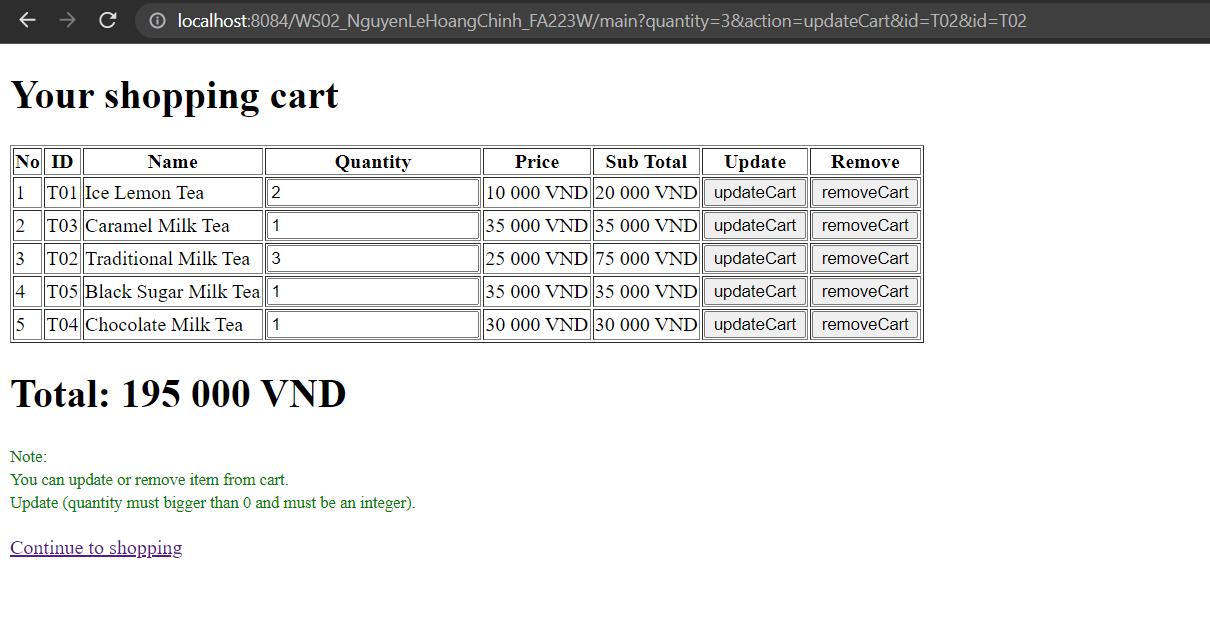 localhost:8084/WS02_NguyenLeHoangChinh_FA223W/main?quantity=3&action=updateCart&id=T02&id=T02
Your shopping cart
No ID Name Quantity Price Sub Total Update Remove
1 T01 Ice Lemon Tea 2 10 000 VND 20 000 VND updateCart removeCart
2 T03 Caramel Milk Tea 1 35 000 VND 35 000 VND updateCart removeCart
3 T02 Traditional Milk Tea 3 25 000 VND 75 000 VND updateCart removeCart
4 T05 Black Sugar Milk Tea 1 35 000 VND 35 000 VND updateCart removeCart
5 T04 Chocolate Milk Tea 1 30 000 VND 30 000 VND updateCart removeCart
Total: 195 000 VND
Note:
You can update or remove item from cart.
Update (quantity must bigger than 0 and must be an integer).
Continue to shopping